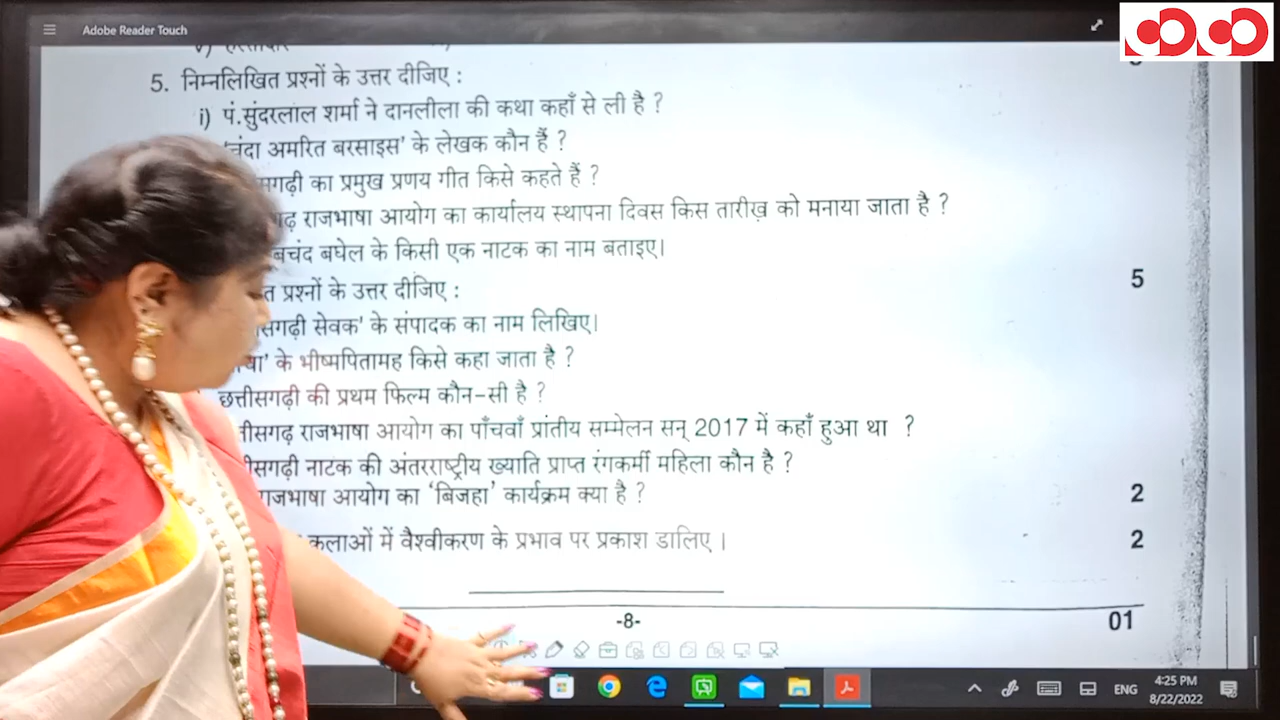 Adobe Reader Touch
5. निम्नलिखित प्रश्नों के उत्तर दीजिए :
i) पं.सुंदरलाल शर्मा ने दानलीला की कथा कहाँ से ली है ?
'चंदा अमरित बरसाइस' के लेखक कौन हैं ?
सगढ़ी का प्रमुख प्रणय गीत किसे कहते हैं ?
गढ़ राजभाषा आयोग का कार्यालय स्थापना दिवस किस तारीख़ को मनाया जाता है ?
बचंद बघेल के किसी एक नाटक का नाम बताइए।
त प्रश्नों के उत्तर दीजिए : 5
सगढ़ी सेवक' के संपादक का नाम लिखिए।
के भीष्मपितामह किसे कहा जाता है ?
छत्तीसगढ़ी की प्रथम फिल्म कौन-सी है ?
तीसगढ़ राजभाषा आयोग का पाँचवाँ प्रांतीय सम्मेलन सन् 2017 में कहाँ हुआ था ?
ीसगढ़ी नाटक की अंतरराष्ट्रीय ख्याति प्राप्त रंगकर्मी महिला कौन है ?
राजभाषा आयोग का 'बिजहा' कार्यक्रम क्या है ? 2
कलाओं में वैश्वीकरण के प्रभाव पर प्रकाश डालिए । 2
-8- 01
ENG
4:25 PM
8/22/2022